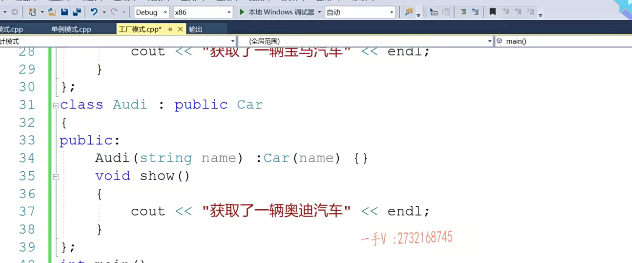 Debug x86 本地 Windows 调试器 自动
模式.cpp 单例模式.cpp 工厂模式.cpp* 输出
计模式 (全局范围) main()
28 cout << "获取了一辆宝马汽车" << endl;
29 }
30 };
31 class Audi : public Car
32 {
33 public:
34 Audi(string name) :Car(name) {}
35 void show()
36 {
37 cout << "获取了一辆奥迪汽车" << endl;
38 }
39 };
40 int main()
一手V :2732168745